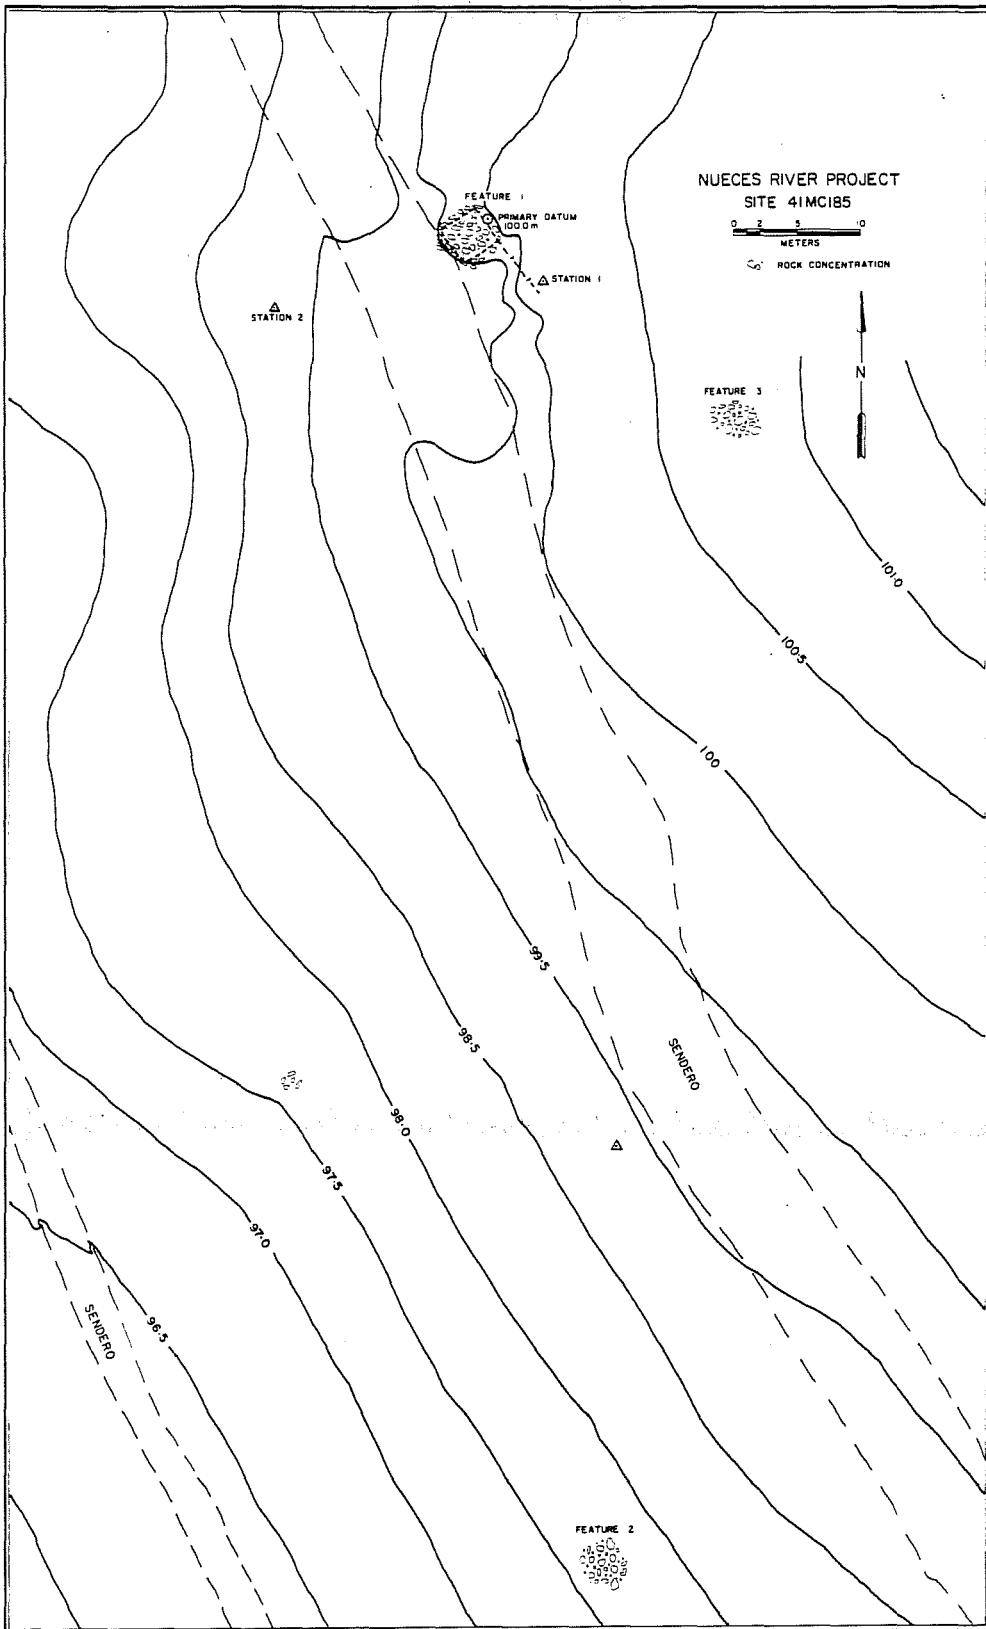 NUECES RIVER PROJECT
SITE 41MC185
0 2 5 10
METERS
ROCK CONCENTRATION
FEATURE 1
PRIMARY DATUM
100.0 m
STATION 1
STATION 2
N
FEATURE 3
101.0
100.5
100
99.5
98.5
SENDERO
98.0
97.5
97.0
SENDERO
96.5
FEATURE 2